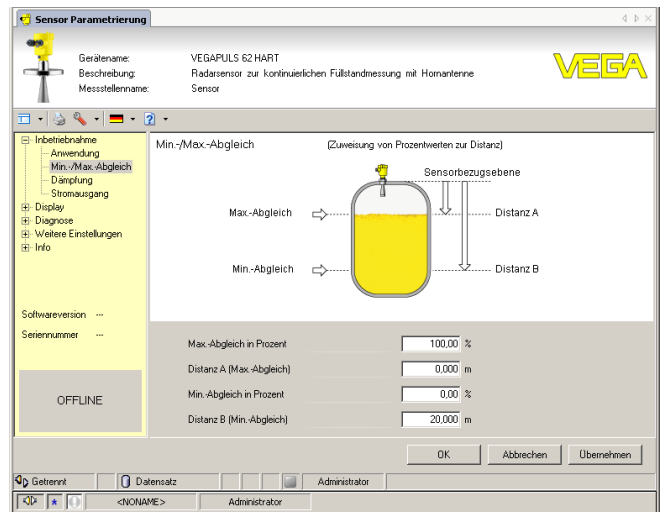 Sensor Parametrierung
Gerätename: VEGAPULS 62 HART
Beschreibung: Radarsensor zur kontinuierlichen Füllstandmessung mit Hornantenne
Messstellenname: Sensor
VEGA
Inbetriebnahme
Anwendung
Min.-/Max.-Abgleich
Dämpfung
Stromausgang
Display
Diagnose
Weitere Einstellungen
Info
Softwareversion ---
Seriennummer ---
OFFLINE
Min.-/Max.-Abgleich (Zuweisung von Prozentwerten zur Distanz)
Sensorbezugsebene
Max.-Abgleich
Distanz A
Min.-Abgleich
Distanz B
Max.-Abgleich in Prozent 100,00 %
Distanz A (Max.-Abgleich) 0,000 m
Min.-Abgleich in Prozent 0,00 %
Distanz B (Min.-Abgleich) 20,000 m
OK Abbrechen Übernehmen
Getrennt Datensatz Administrator
<NONAME> Administrator